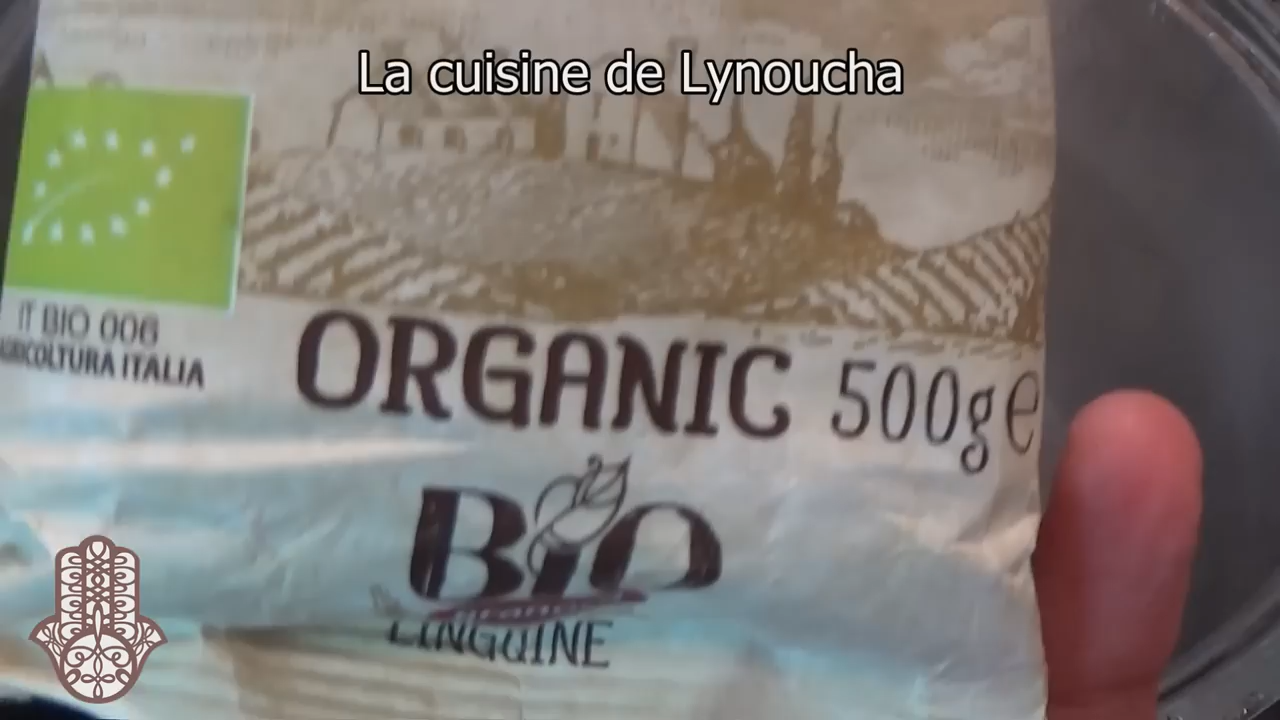 La cuisine de Lynoucha
IT BIO 006
AGRICOLTURA ITALIA
ORGANIC 500g e
BIO
LINGUINE